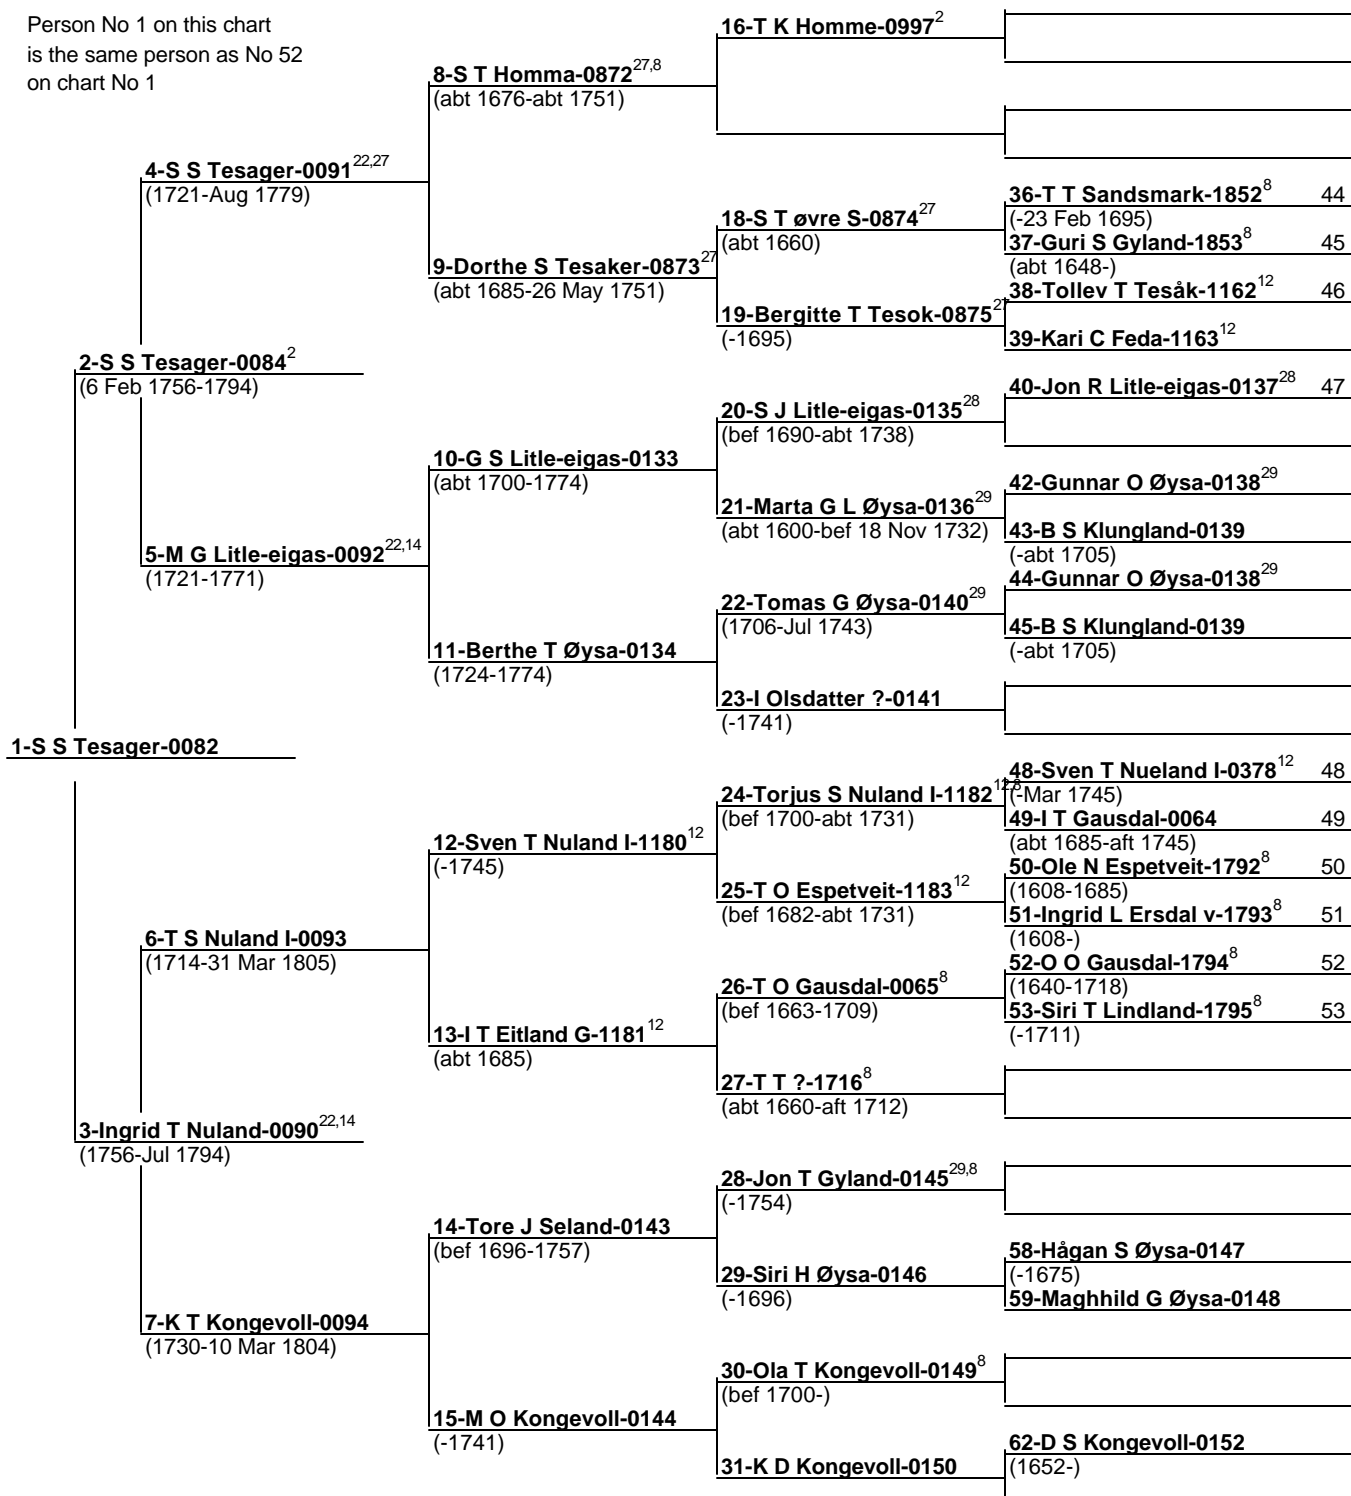 Person No 1 on this chart
is the same person as No 52
on chart No 1
16-T K Homme-0997 2
8-S T Homma-0872 27,8
(abt 1676-abt 1751)
4-S S Tesager-0091 22,27
(1721-Aug 1779)
36-T T Sandsmark-1852 8 44
(-23 Feb 1695)
18-S T øvre S-0874 27
(abt 1660)
37-Guri S Gyland-1853 8 45
(abt 1648-)
9-Dorthe S Tesaker-0873 27
(abt 1685-26 May 1751)
38-Tollev T Tesåk-1162 12 46
19-Bergitte T Tesok-0875 27
(-1695)
39-Kari C Feda-1163 12
2-S S Tesager-0084 2
(6 Feb 1756-1794)
40-Jon R Litle-eigas-0137 28 47
20-S J Litle-eigas-0135 28
(bef 1690-abt 1738)
10-G S Litle-eigas-0133
(abt 1700-1774)
42-Gunnar O Øysa-0138 29
21-Marta G L Øysa-0136 29
(abt 1600-bef 18 Nov 1732)
43-B S Klungland-0139
(-abt 1705)
5-M G Litle-eigas-0092 22,14
(1721-1771)
44-Gunnar O Øysa-0138 29
22-Tomas G Øysa-0140 29
(1706-Jul 1743)
45-B S Klungland-0139
(-abt 1705)
11-Berthe T Øysa-0134
(1724-1774)
23-I Olsdatter ?-0141
(-1741)
1-S S Tesager-0082
48-Sven T Nueland I-0378 12 48
(-Mar 1745)
24-Torjus S Nuland I-1182 12,8
(bef 1700-abt 1731)
49-I T Gausdal-0064 49
(abt 1685-aft 1745)
12-Sven T Nuland I-1180 12
(-1745)
50-Ole N Espetveit-1792 8 50
(1608-1685)
25-T O Espetveit-1183 12
(bef 1682-abt 1731)
51-Ingrid L Ersdal v-1793 8 51
(1608-)
6-T S Nuland I-0093
(1714-31 Mar 1805)
52-O O Gausdal-1794 8 52
(1640-1718)
26-T O Gausdal-0065 8
(bef 1663-1709)
53-Siri T Lindland-1795 8 53
(-1711)
13-I T Eitland G-1181 12
(abt 1685)
27-T T ?-1716 8
(abt 1660-aft 1712)
3-Ingrid T Nuland-0090 22,14
(1756-Jul 1794)
28-Jon T Gyland-0145 29,8
(-1754)
14-Tore J Seland-0143
(bef 1696-1757)
58-Hågan S Øysa-0147
(-1675)
29-Siri H Øysa-0146
(-1696)
59-Maghhild G Øysa-0148
7-K T Kongevoll-0094
(1730-10 Mar 1804)
30-Ola T Kongevoll-0149 8
(bef 1700-)
15-M O Kongevoll-0144
(-1741)
62-D S Kongevoll-0152
(1652-)
31-K D Kongevoll-0150